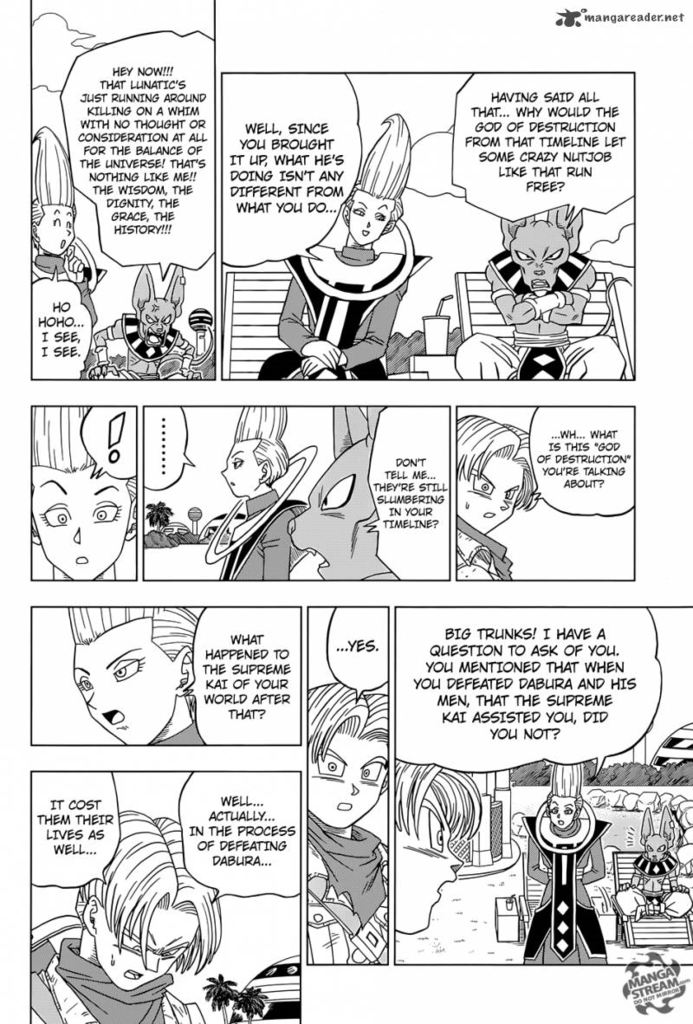 mangareader.net
HAVING SAID ALL
THAT... WHY WOULD THE
GOD OF DESTRUCTION
FROM THAT TIMELINE LET
SOME CRAZY NUTJOB
LIKE THAT RUN
FREE?
WELL, SINCE
YOU BROUGHT
IT UP, WHAT HE'S
DOING ISN'T ANY
DIFFERENT FROM
WHAT YOU DO...
HEY NOW!!!
THAT LUNATIC'S
JUST RUNNING AROUND
KILLING ON A WHIM
WITH NO THOUGHT OR
CONSIDERATION AT ALL
FOR THE BALANCE OF
THE UNIVERSE! THAT'S
NOTHING LIKE ME!!
THE WISDOM, THE
DIGNITY, THE
GRACE, THE
HISTORY!!!
HO
HOHO...
I SEE,
I SEE.
...WH... WHAT
IS THIS "GOD
OF DESTRUCTION"
YOU'RE TALKING
ABOUT?
DON'T
TELL ME...
THEY'RE STILL
SLUMBERING
IN YOUR
TIMELINE?
........
!
BIG TRUNKS! I HAVE A
QUESTION TO ASK OF YOU.
YOU MENTIONED THAT WHEN
YOU DEFEATED DABURA AND HIS
MEN, THAT THE SUPREME
KAI ASSISTED YOU, DID
YOU NOT?
...YES.
WHAT
HAPPENED TO
THE SUPREME
KAI OF YOUR
WORLD AFTER
THAT?
WELL...
ACTUALLY...
IN THE PROCESS
OF DEFEATING
DABURA...
IT COST
THEM THEIR
LIVES AS
WELL...
MANGA
STREAM
.COM
DO NOT MIRROR